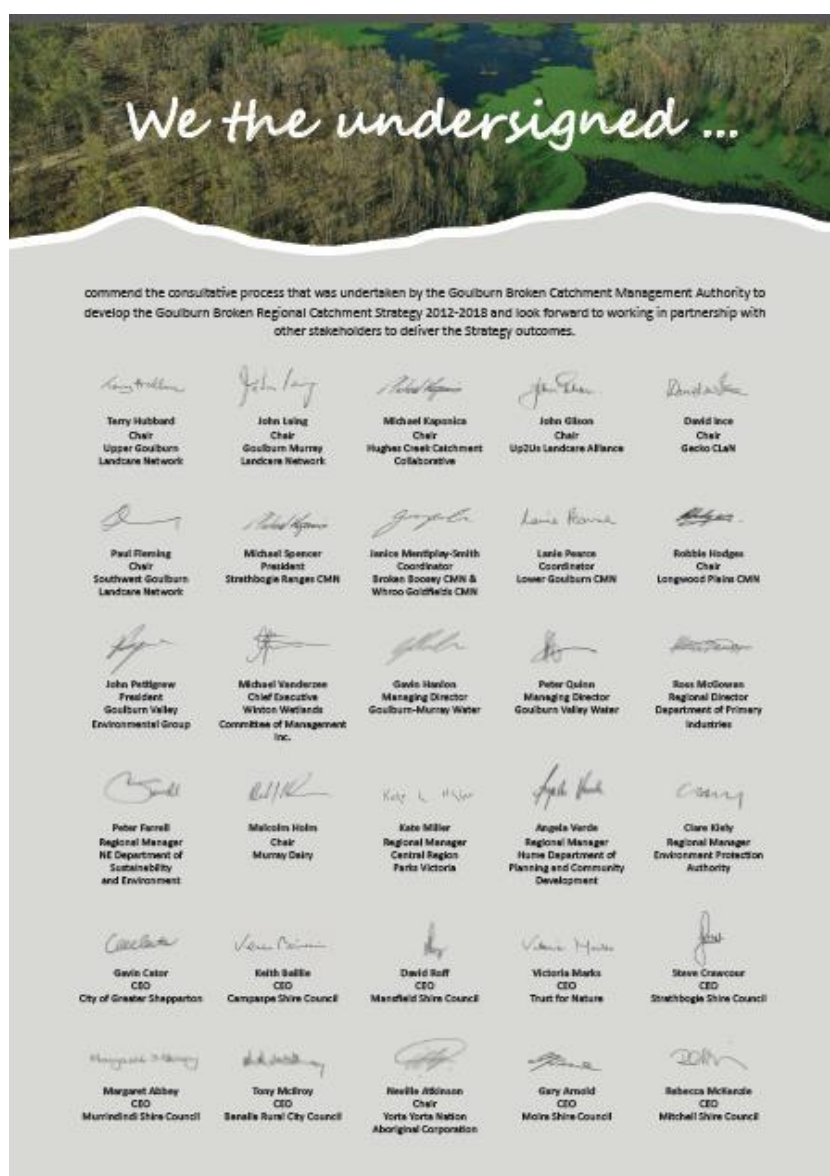 We the undersigned ...
commend the consultative process that was undertaken by the Goulburn Broken Catchment Management Authority to
develop the Goulburn Broken Regional Catchment Strategy 2012-2018 and look forward to working in partnership with
other stakeholders to deliver the Strategy outcomes.
Terry Hubbard
Chair
Upper Goulburn
Landcare Network
John Laing
Chair
Goulburn Murray
Landcare Network
Michael Kaponica
Chair
Hughes Creek Catchment
Collaborative
John Gilson
Chair
Up2Us Landcare Alliance
David Ince
Chair
Gecko CLaN
Paul Fleming
Chair
Southwest Goulburn
Landcare Network
Michael Spencer
President
Strathbogie Ranges CMN
Janice Mentiplay-Smith
Coordinator
Broken Boosey CMN &
Whroo Goldfields CMN
Lanie Pearce
Coordinator
Lower Goulburn CMN
Robbie Hodges
Chair
Longwood Plains CMN
John Pettigrew
President
Goulburn Valley
Environmental Group
Michael Vanderzee
Chief Executive
Winton Wetlands
Committee of Management
Inc.
Gavin Hanlon
Managing Director
Goulburn-Murray Water
Peter Quinn
Managing Director
Goulburn Valley Water
Ross McGowan
Regional Director
Department of Primary
Industries
Peter Farrell
Regional Manager
NE Department of
Sustainability
and Environment
Malcolm Holm
Chair
Murray Dairy
Kate Miller
Regional Manager
Central Region
Parks Victoria
Angela Verde
Regional Manager
Hume Department of
Planning and Community
Development
Clare Kiely
Regional Manager
Environment Protection
Authority
Gavin Cator
CEO
City of Greater Shepparton
Keith Baillie
CEO
Campaspe Shire Council
David Roff
CEO
Mansfield Shire Council
Victoria Marks
CEO
Trust for Nature
Steve Crawcour
CEO
Strathbogie Shire Council
Margaret Abbey
CEO
Murrindindi Shire Council
Tony McIlroy
CEO
Benalla Rural City Council
Neville Atkinson
Chair
Yorta Yorta Nation
Aboriginal Corporation
Gary Arnold
CEO
Moira Shire Council
Rebecca McKenzie
CEO
Mitchell Shire Council